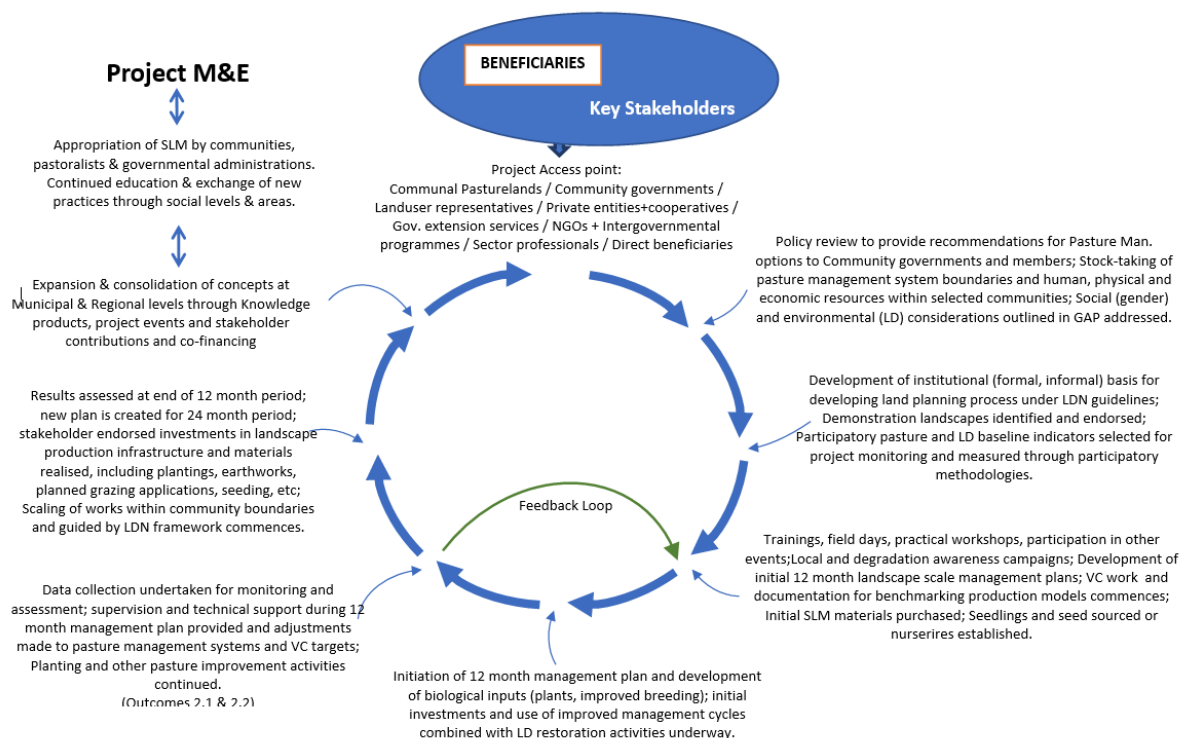 BENEFICIARIES
Key Stakeholders
Project M&E
Appropriation of SLM by communities,
pastoralists & governmental administrations.
Continued education & exchange of new
practices through social levels & areas.
Project Access point:
Communal Pasturelands / Community governments /
Landuser representatives / Private entities+cooperatives /
Gov. extension services / NGOs + Intergovernmental
programmes / Sector professionals / Direct beneficiaries
Policy review to provide recommendations for Pasture Man.
options to Community governments and members; Stock-taking of
pasture management system boundaries and human, physical and
economic resources within selected communities; Social (gender)
and environmental (LD) considerations outlined in GAP addressed.
Expansion & consolidation of concepts at
Municipal & Regional levels through Knowledge
products, project events and stakeholder
contributions and co-financing
Development of institutional (formal, informal) basis for
developing land planning process under LDN guidelines;
Demonstration landscapes identified and endorsed;
Participatory pasture and LD baseline indicators selected for
project monitoring and measured through participatory
methodologies.
Results assessed at end of 12 month period;
new plan is created for 24 month period;
stakeholder endorsed investments in landscape
production infrastructure and materials
realised, including plantings, earthworks,
planned grazing applications, seeding, etc;
Scaling of works within community boundaries
and guided by LDN framework commences.
Feedback Loop
Trainings, field days, practical workshops, participation in other
events;Local and degradation awareness campaigns; Development of
initial 12 month landscape scale management plans; VC work and
documentation for benchmarking production models commences;
Initial SLM materials purchased; Seedlings and seed sourced or
nurserires established.
Data collection undertaken for monitoring and
assessment; supervision and technical support during 12
month management plan provided and adjustments
made to pasture management systems and VC targets;
Planting and other pasture improvement activities
continued.
(Outcomes 2.1 & 2.2)
Initiation of 12 month management plan and development
of biological inputs (plants, improved breeding); initial
investments and use of improved management cycles
combined with LD restoration activities underway.